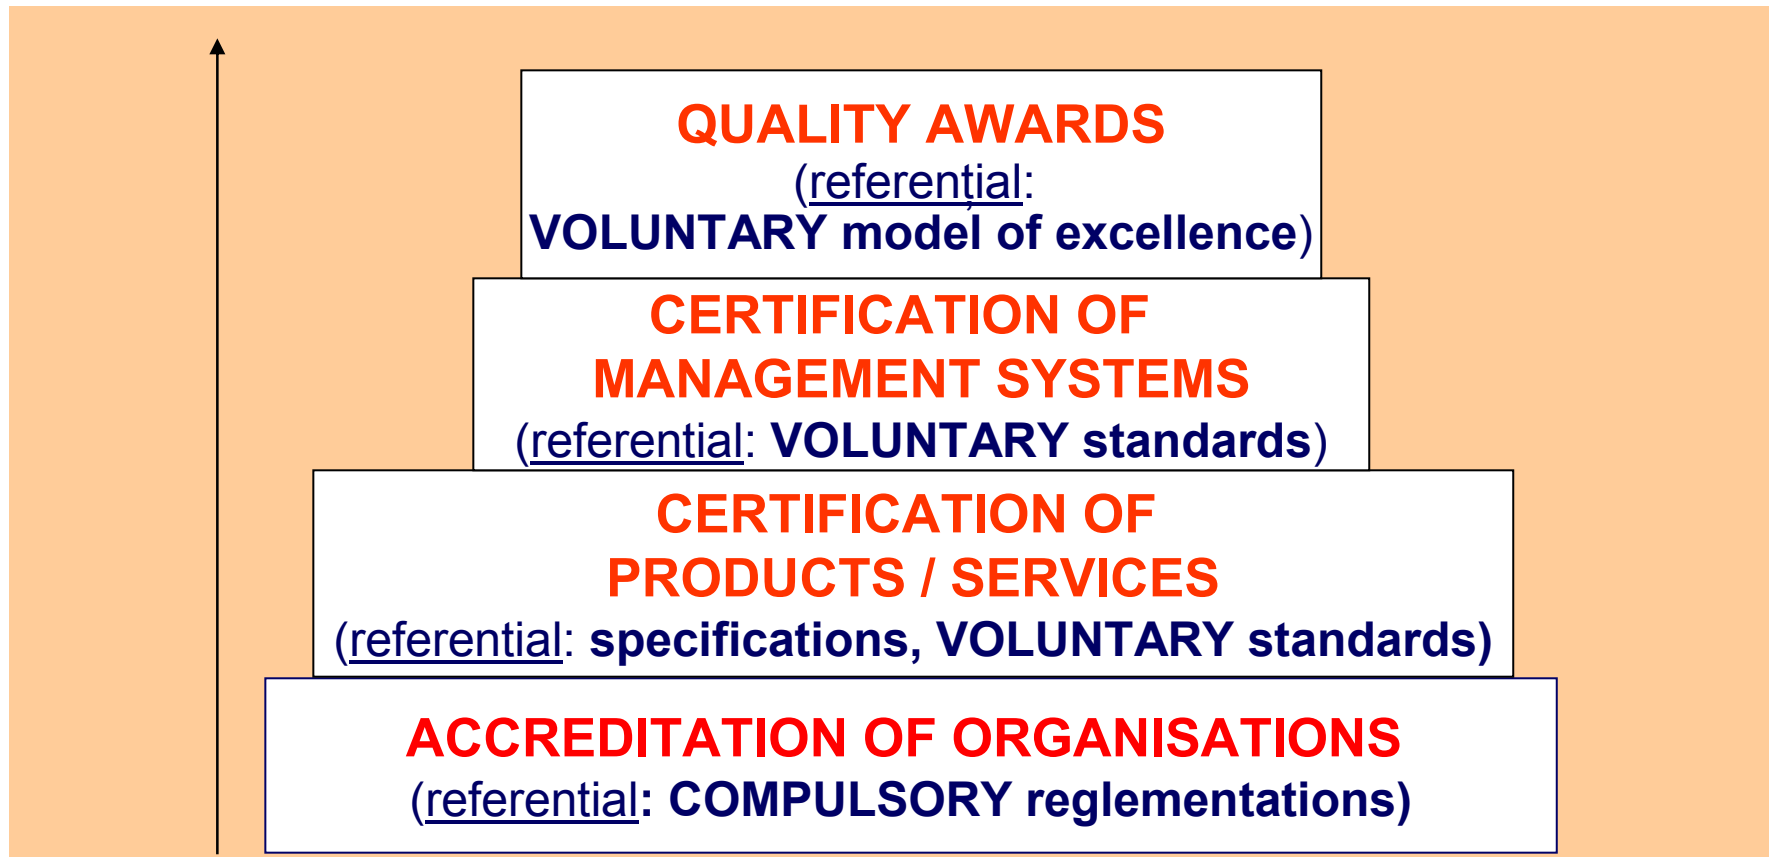 QUALITY AWARDS
(referențial:
VOLUNTARY model of excellence)
CERTIFICATION OF
MANAGEMENT SYSTEMS
(referential: VOLUNTARY standards)
CERTIFICATION OF
PRODUCTS / SERVICES
(referential: specifications, VOLUNTARY standards)
ACCREDITATION OF ORGANISATIONS
(referential: COMPULSORY reglementations)